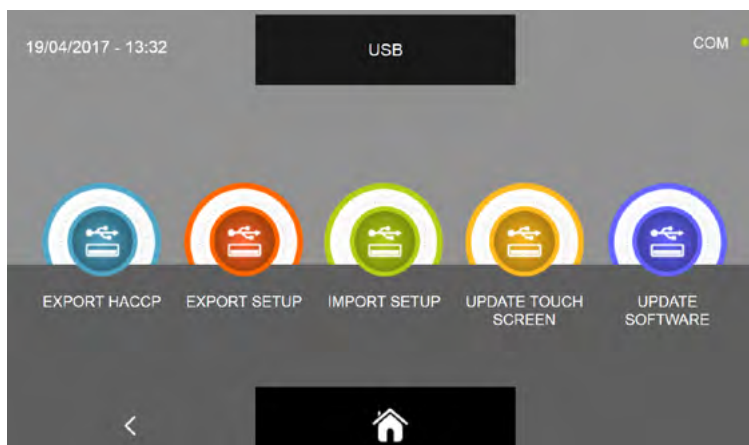 19/04/2017 - 13:32
USB
COM
EXPORT HACCP
EXPORT SETUP
IMPORT SETUP
UPDATE TOUCH
SCREEN
UPDATE
SOFTWARE